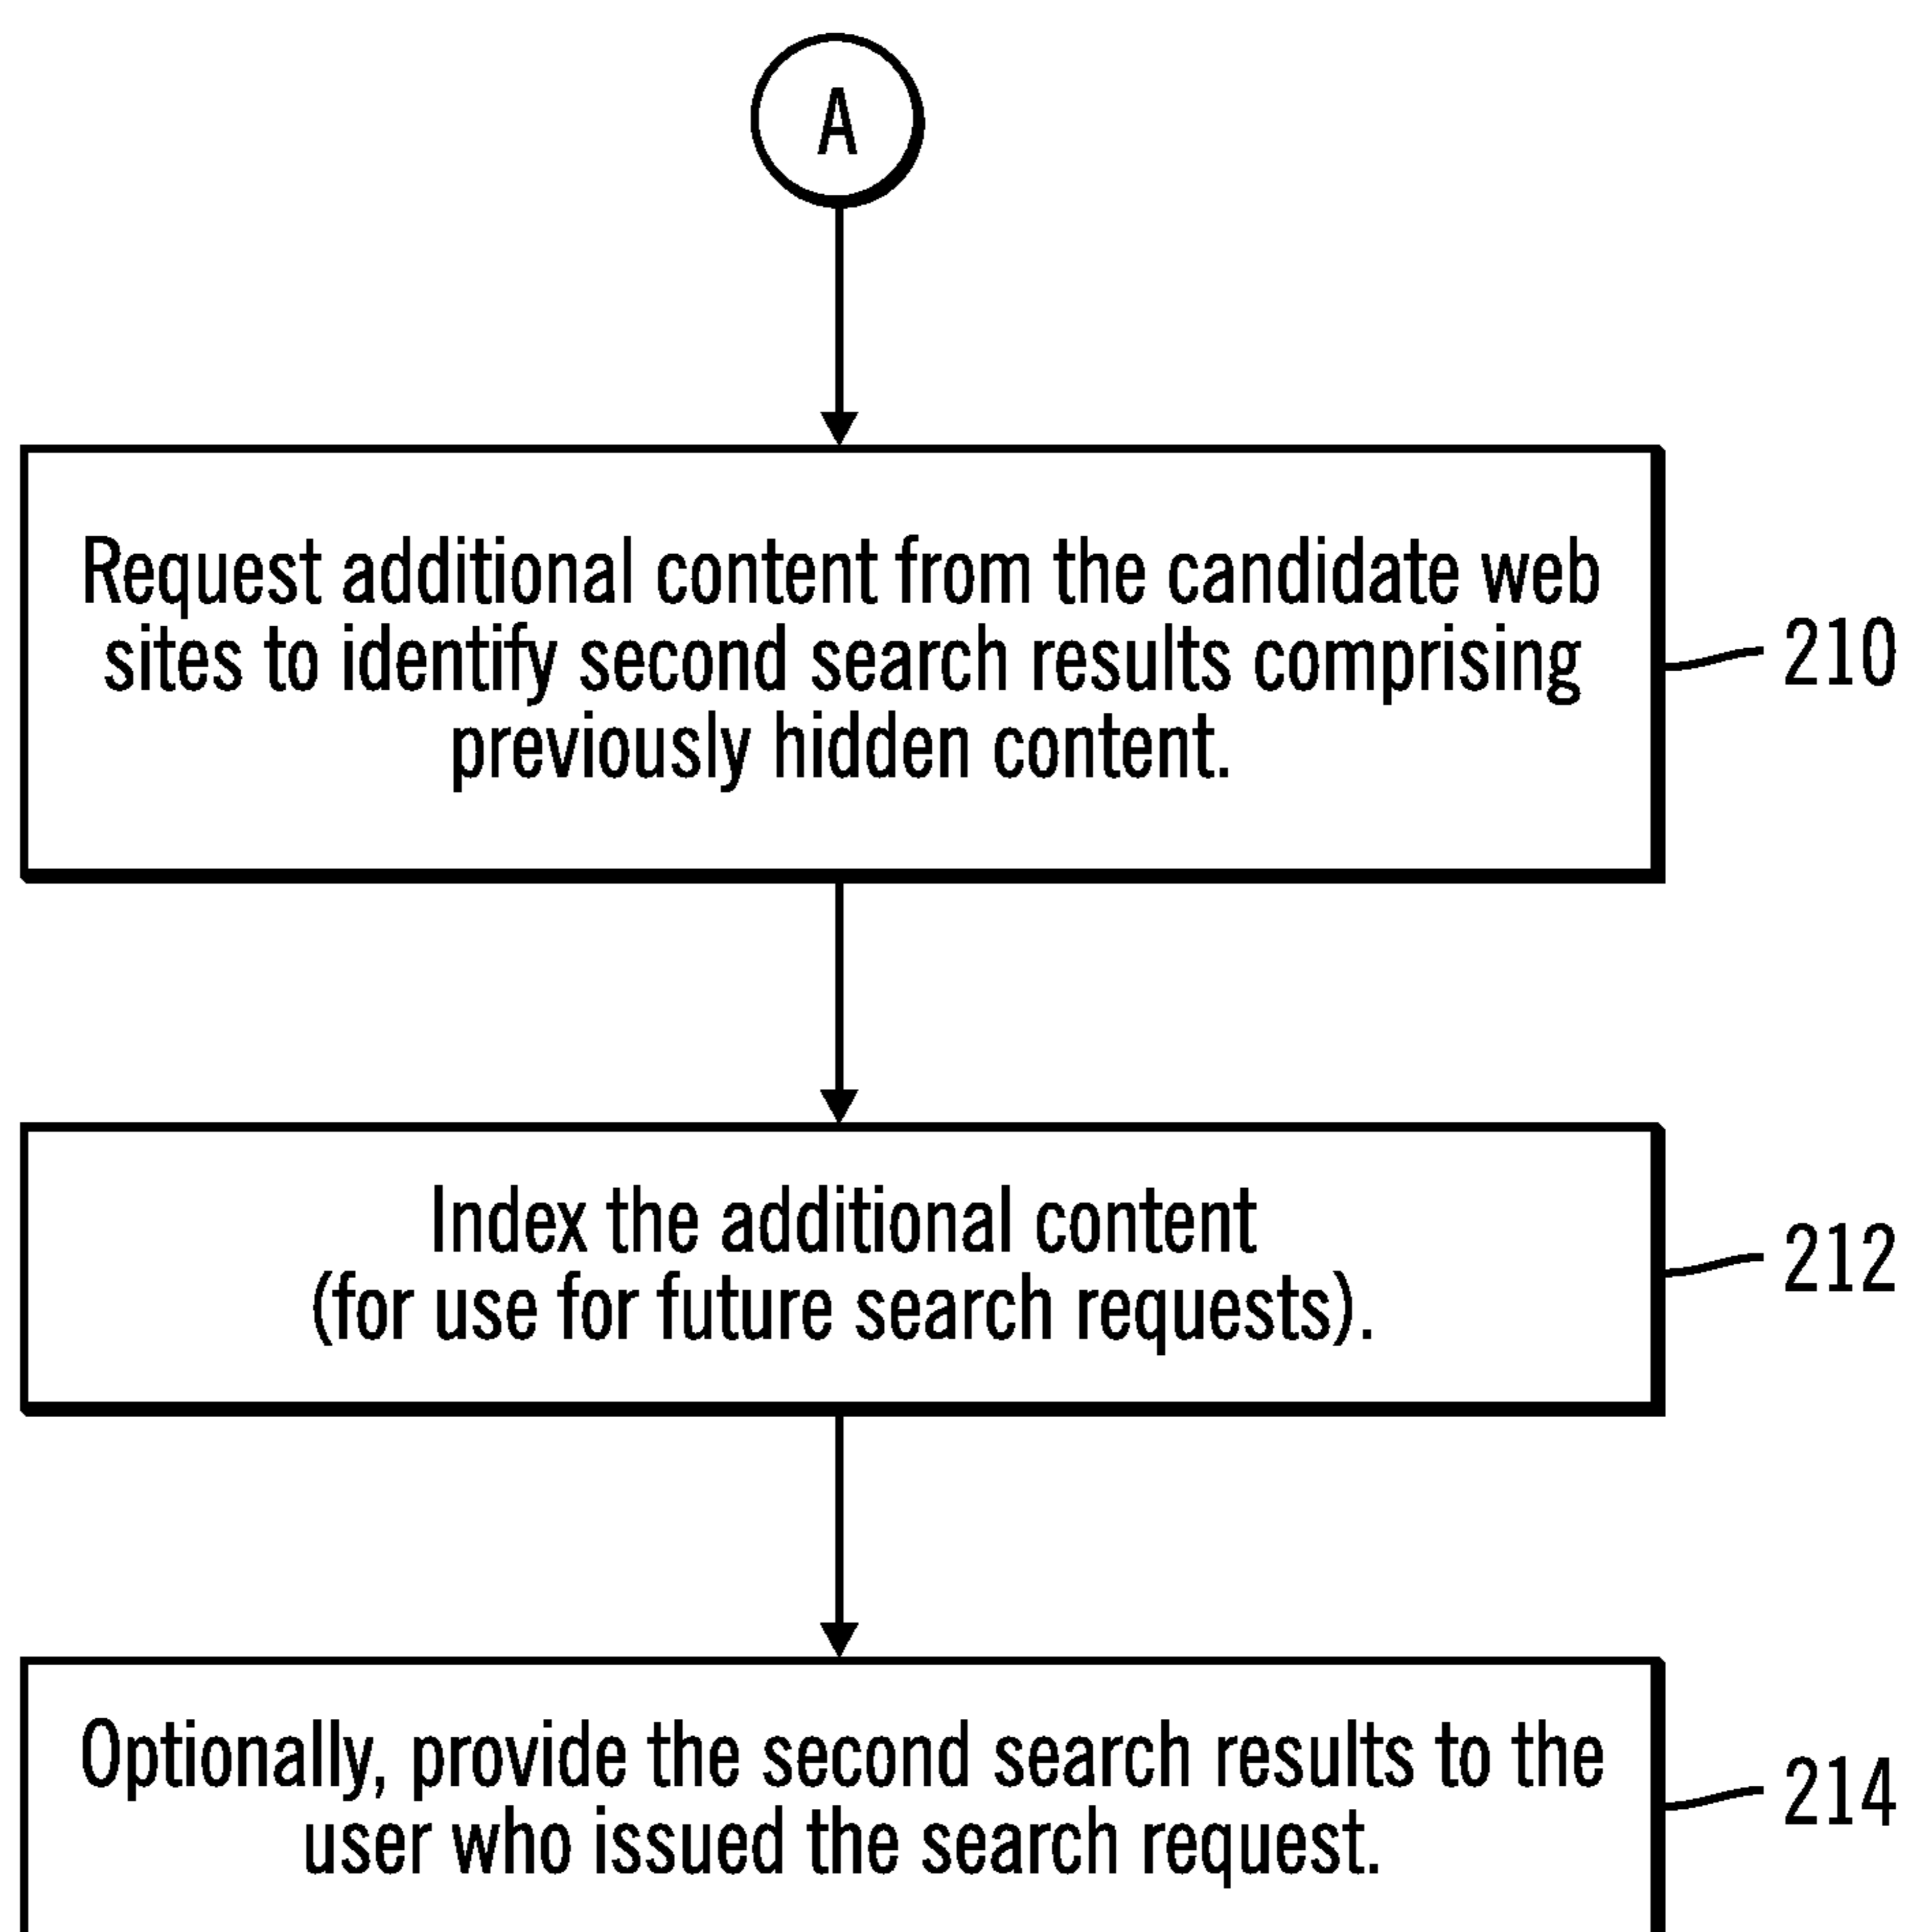 A
Request additional content from the candidate web
sites to identify second search results comprising
previously hidden content.
210
Index the additional content
(for use for future search requests).
212
Optionally, provide the second search results to the
user who issued the search request.
214